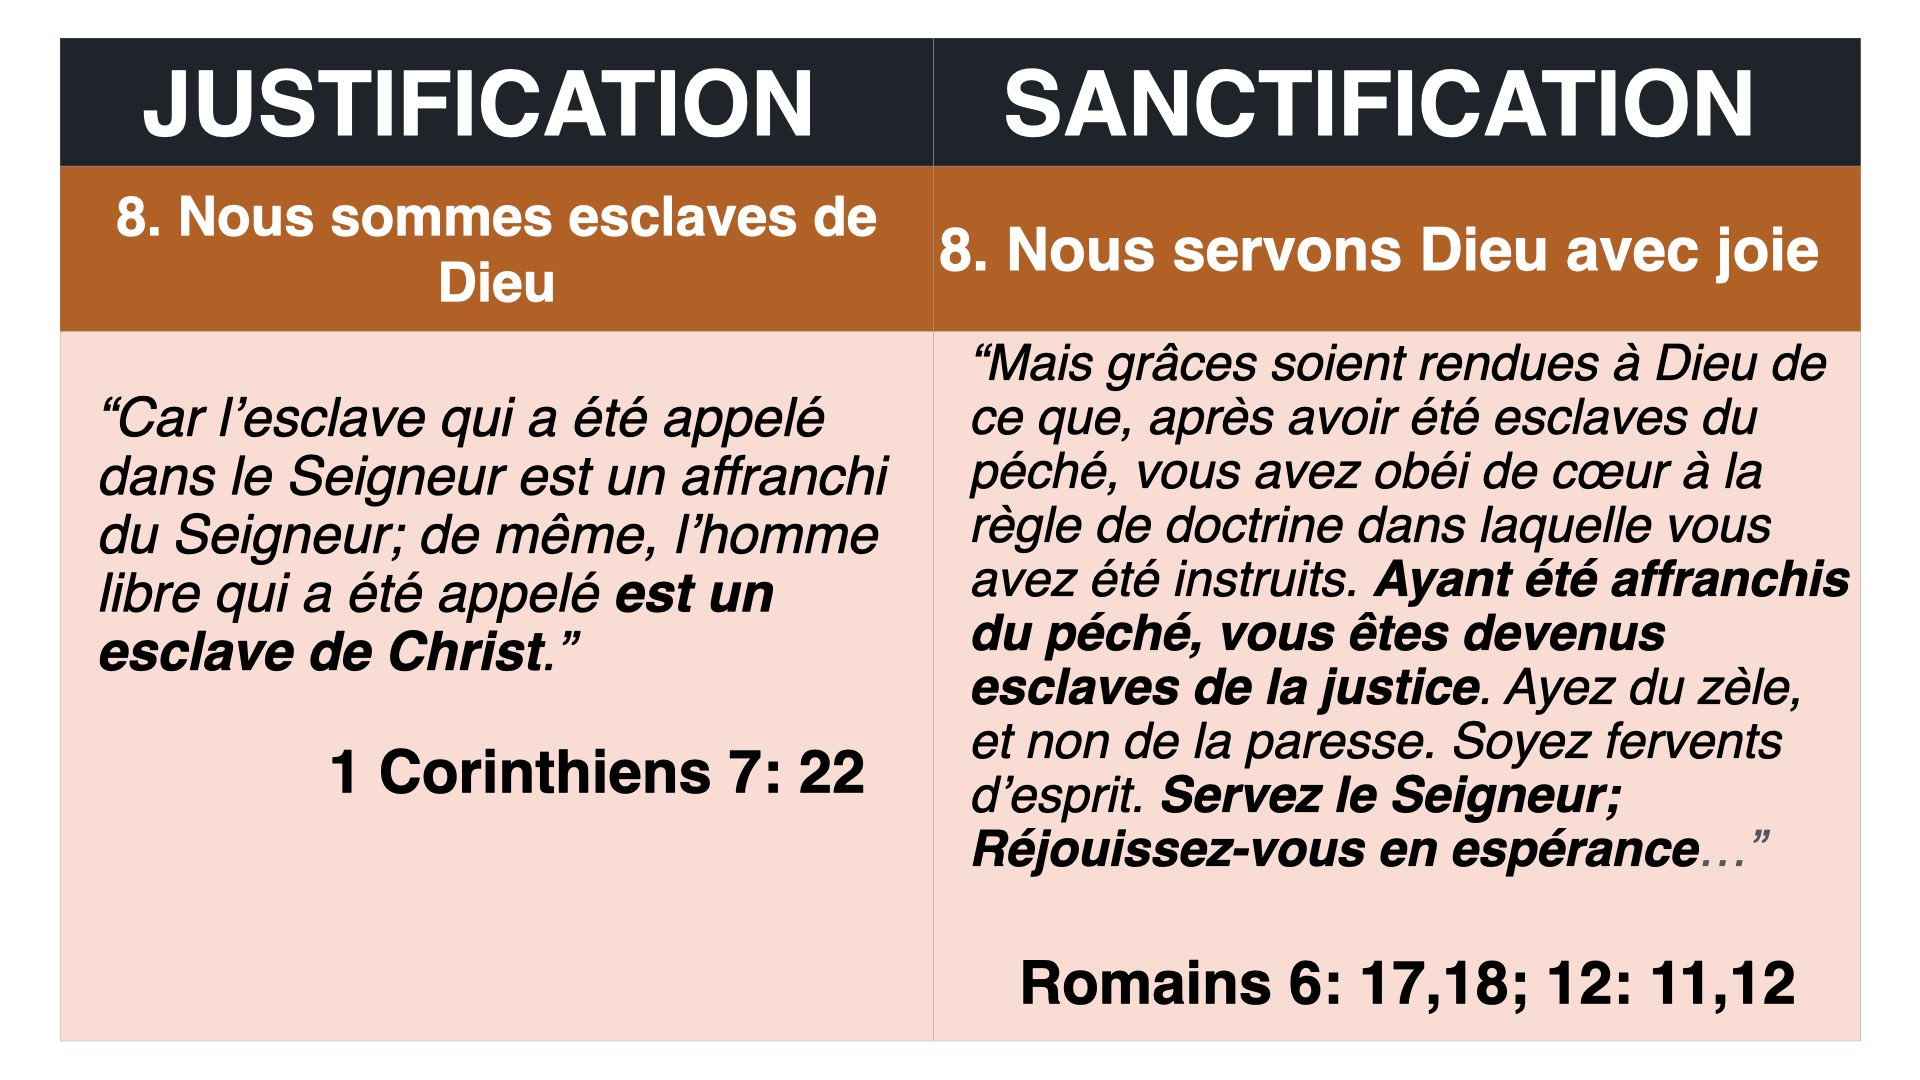 JUSTIFICATION
SANCTIFICATION
8. Nous sommes esclaves de
Dieu
8. Nous servons Dieu avec joie
“Car l’esclave qui a été appelé
dans le Seigneur est un affranchi
du Seigneur; de même, l’homme
libre qui a été appelé est un
esclave de Christ.”
1 Corinthiens 7: 22
“Mais grâces soient rendues à Dieu de
ce que, après avoir été esclaves du
péché, vous avez obéi de cœur à la
règle de doctrine dans laquelle vous
avez été instruits. Ayant été affranchis
du péché, vous êtes devenus
esclaves de la justice. Ayez du zèle,
et non de la paresse. Soyez fervents
d’esprit. Servez le Seigneur;
Réjouissez-vous en espérance…”
Romains 6: 17,18; 12: 11,12